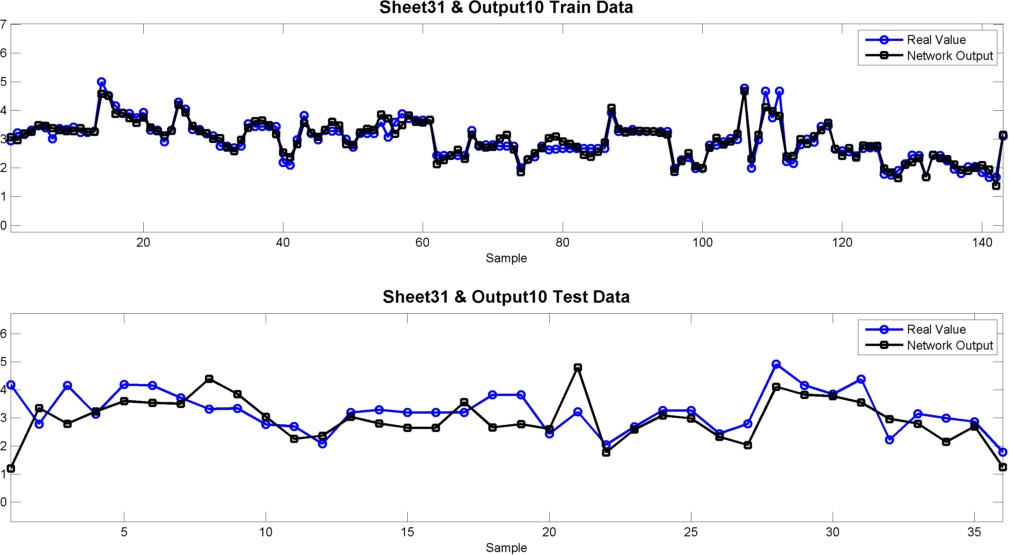 Sheet31 & Output10 Train Data
7
6
5
4
3
2
1
0
Real Value
Network Output
20 40 60 80 100 120 140
Sample
Sheet31 & Output10 Test Data
6
5
4
3
2
1
0
Real Value
Network Output
5 10 15 20 25 30 35
Sample